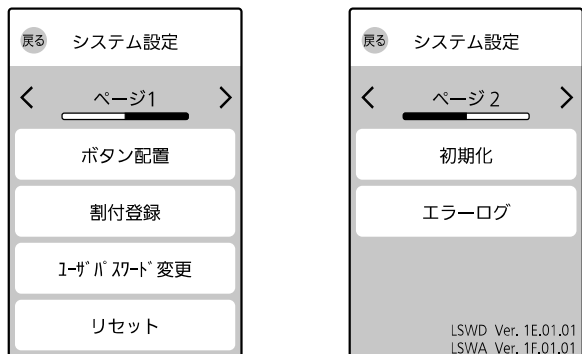 戻る システム設定
ページ1
ボタン配置
割付登録
ﾕｰｻﾞﾊﾟｽﾜｰﾄﾞ変更
リセット
戻る システム設定
ページ 2
初期化
エラーログ
LSWD Ver. 1E.01.01
LSWA Ver. 1F.01.01